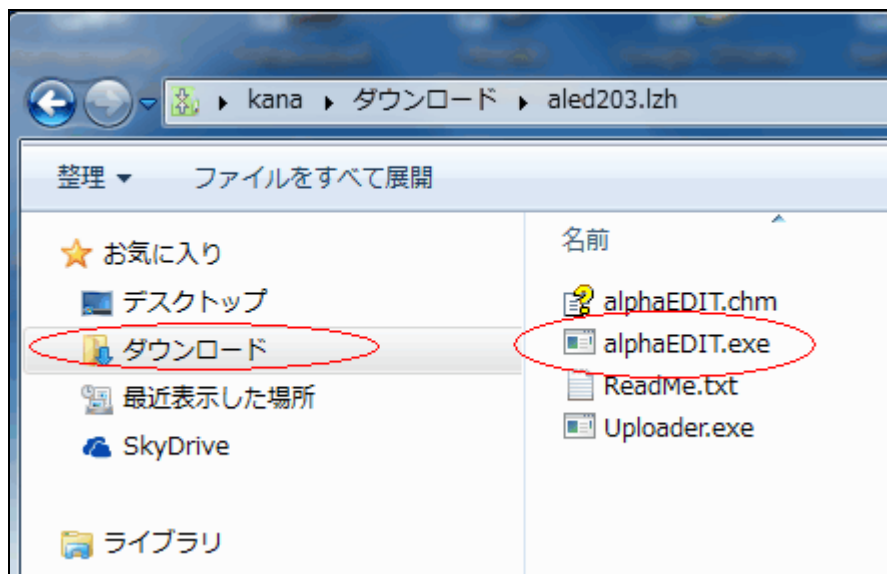 kana ダウンロード aled203.lzh
整理 ファイルをすべて展開
お気に入り
デスクトップ
ダウンロード
最近表示した場所
SkyDrive
ライブラリ
名前
alphaEDIT.chm
alphaEDIT.exe
ReadMe.txt
Uploader.exe